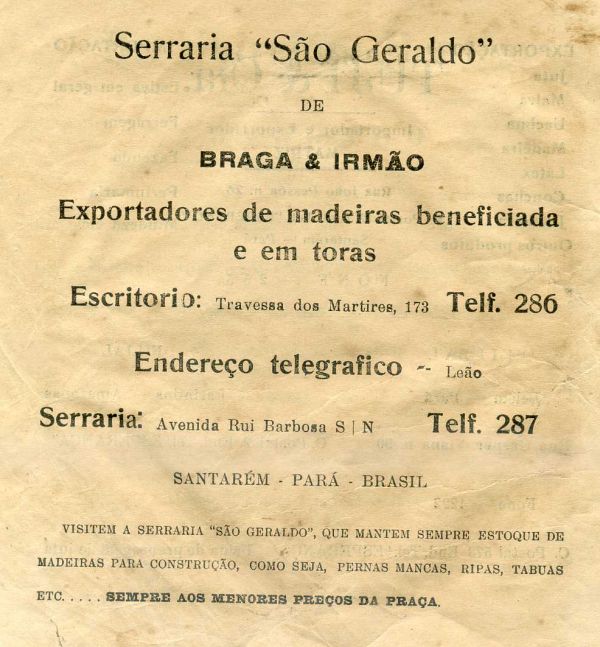 Serraria "São Geraldo"
DE
BRAGA & IRMÃO
Exportadores de madeiras beneficiada
e em toras
Escritorio: Travessa dos Martires, 173 Telf. 286
Endereço telegrafico -- Leão
Serraria: Avenida Rui Barbosa S | N Telf. 287
SANTARÉM - PARÁ - BRASIL
VISITEM A SERRARIA "SÃO GERALDO", QUE MANTEM SEMPRE ESTOQUE DE
MADEIRAS PARA CONSTRUÇÃO, COMO SEJA, PERNAS MANCAS, RIPAS, TABUAS
ETC..... SEMPRE AOS MENORES PREÇOS DA PRAÇA.